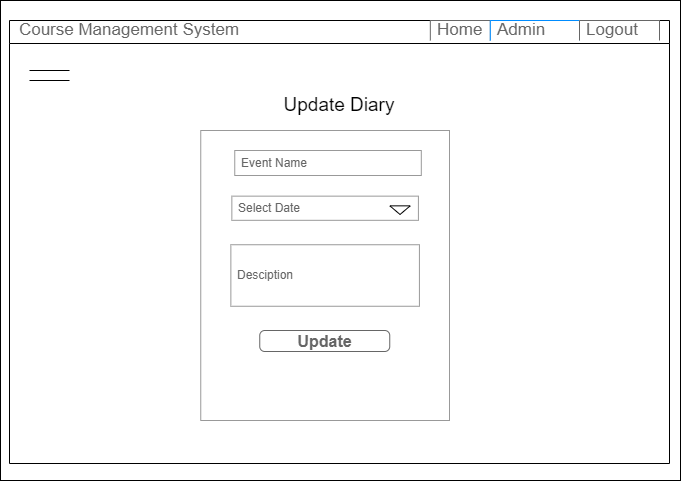 Course Management System Home Admin Logout
Update Diary
Event Name
Select Date
Desciption
Update